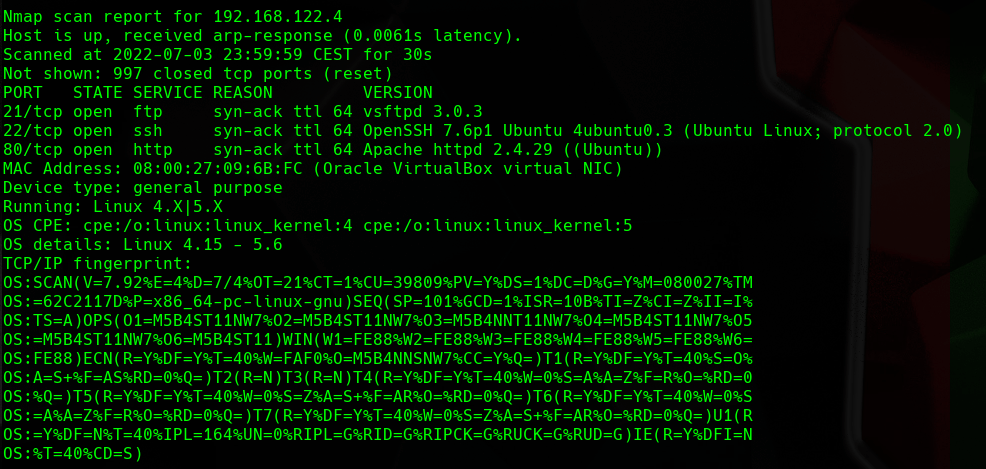 Nmap scan report for 192.168.122.4
Host is up, received arp-response (0.0061s latency).
Scanned at 2022-07-03 23:59:59 CEST for 30s
Not shown: 997 closed tcp ports (reset)
PORT   STATE SERVICE REASON         VERSION
21/tcp open  ftp     syn-ack ttl 64 vsftpd 3.0.3
22/tcp open  ssh     syn-ack ttl 64 OpenSSH 7.6p1 Ubuntu 4ubuntu0.3 (Ubuntu Linux; protocol 2.0)
80/tcp open  http    syn-ack ttl 64 Apache httpd 2.4.29 ((Ubuntu))
MAC Address: 08:00:27:09:6B:FC (Oracle VirtualBox virtual NIC)
Device type: general purpose
Running: Linux 4.X|5.X
OS CPE: cpe:/o:linux:linux_kernel:4 cpe:/o:linux:linux_kernel:5
OS details: Linux 4.15 - 5.6
TCP/IP fingerprint:
OS:SCAN(V=7.92%E=4%D=7/4%OT=21%CT=1%CU=39809%PV=Y%DS=1%DC=D%G=Y%M=080027%TM
OS:=62C2117D%P=x86_64-pc-linux-gnu)SEQ(SP=101%GCD=1%ISR=10B%TI=Z%CI=Z%II=I%
OS:TS=A)OPS(O1=M5B4ST11NW7%O2=M5B4ST11NW7%O3=M5B4NNT11NW7%O4=M5B4ST11NW7%O5
OS:=M5B4ST11NW7%O6=M5B4ST11)WIN(W1=FE88%W2=FE88%W3=FE88%W4=FE88%W5=FE88%W6=
OS:FE88)ECN(R=Y%DF=Y%T=40%W=FAF0%O=M5B4NNSNW7%CC=Y%Q=)T1(R=Y%DF=Y%T=40%S=O%
OS:A=S+%F=AS%RD=0%Q=)T2(R=N)T3(R=N)T4(R=Y%DF=Y%T=40%W=0%S=A%A=Z%F=R%O=%RD=0
OS:%Q=)T5(R=Y%DF=Y%T=40%W=0%S=Z%A=S+%F=AR%O=%RD=0%Q=)T6(R=Y%DF=Y%T=40%W=0%S
OS:=A%A=Z%F=R%O=%RD=0%Q=)T7(R=Y%DF=Y%T=40%W=0%S=Z%A=S+%F=AR%O=%RD=0%Q=)U1(R
OS:=Y%DF=N%T=40%IPL=164%UN=0%RIPL=G%RID=G%RIPCK=G%RUCK=G%RUD=G)IE(R=Y%DFI=N
OS:%T=40%CD=S)